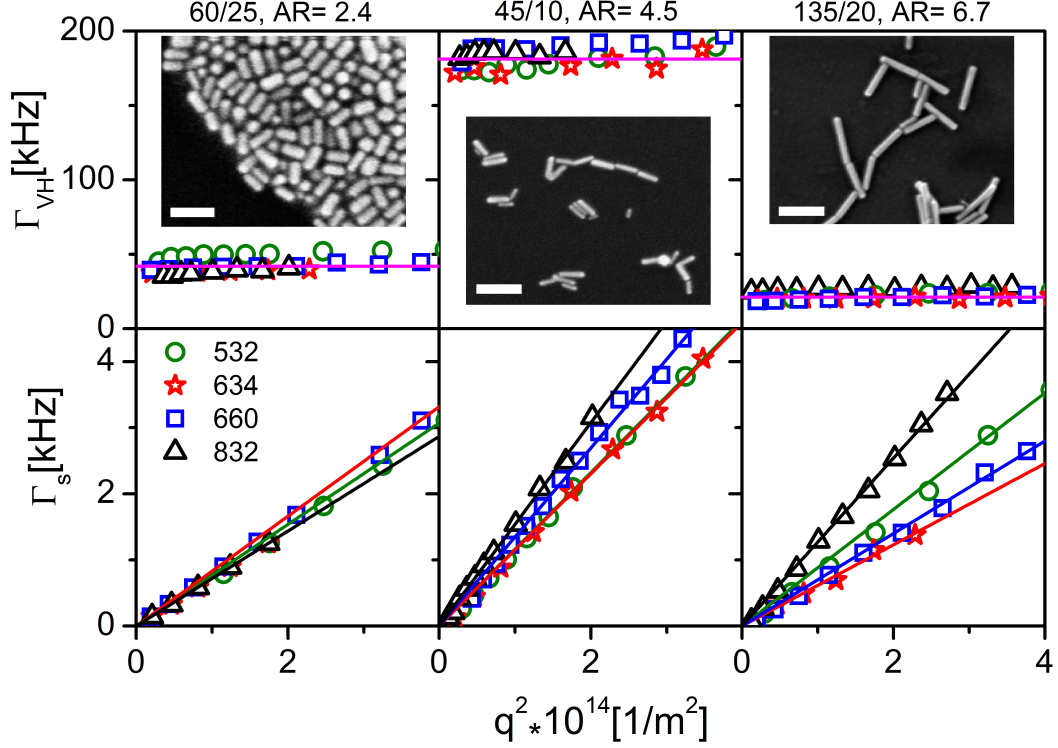 60/25, AR= 2.4
45/10, AR= 4.5
135/20, AR= 6.7
Γ_VH[kHz]
200
100
0
Γ_s[kHz]
4
2
0
532
634
660
832
0
2
0
2
0
2
4
q²*10¹⁴[1/m²]